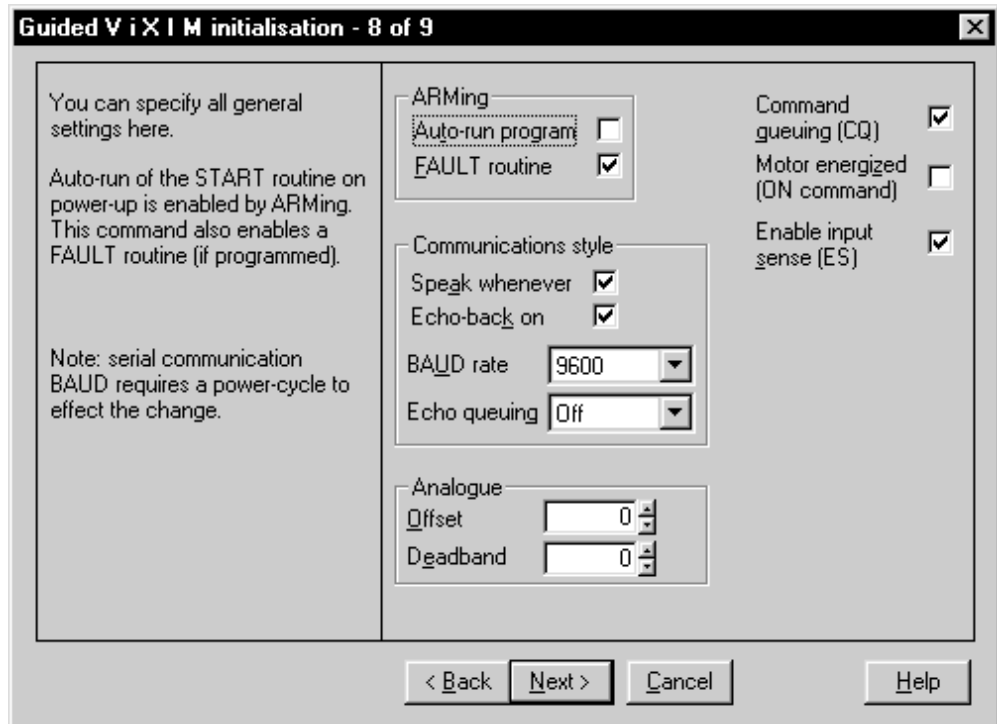 Guided V i X I M initialisation - 8 of 9
You can specify all general
settings here.
Auto-run of the START routine on
power-up is enabled by ARMing.
This command also enables a
FAULT routine (if programmed).
Note: serial communication
BAUD requires a power-cycle to
effect the change.
ARMing
Auto-run program
FAULT routine
Communications style
Speak whenever
Echo-back on
BAUD rate 9600
Echo queuing Off
Analogue
Offset 0
Deadband 0
Command
queuing (CQ)
Motor energized
(ON command)
Enable input
sense (ES)
< Back Next > Cancel Help